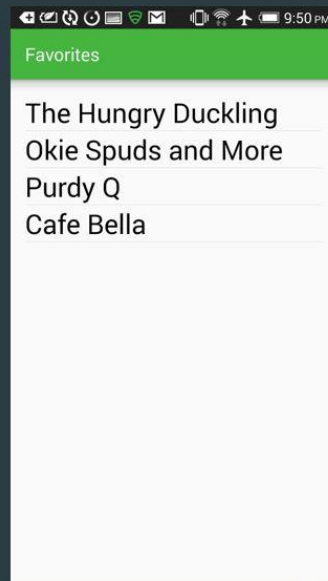 9:50 PM
Favorites
The Hungry Duckling
Okie Spuds and More
Purdy Q
Cafe Bella